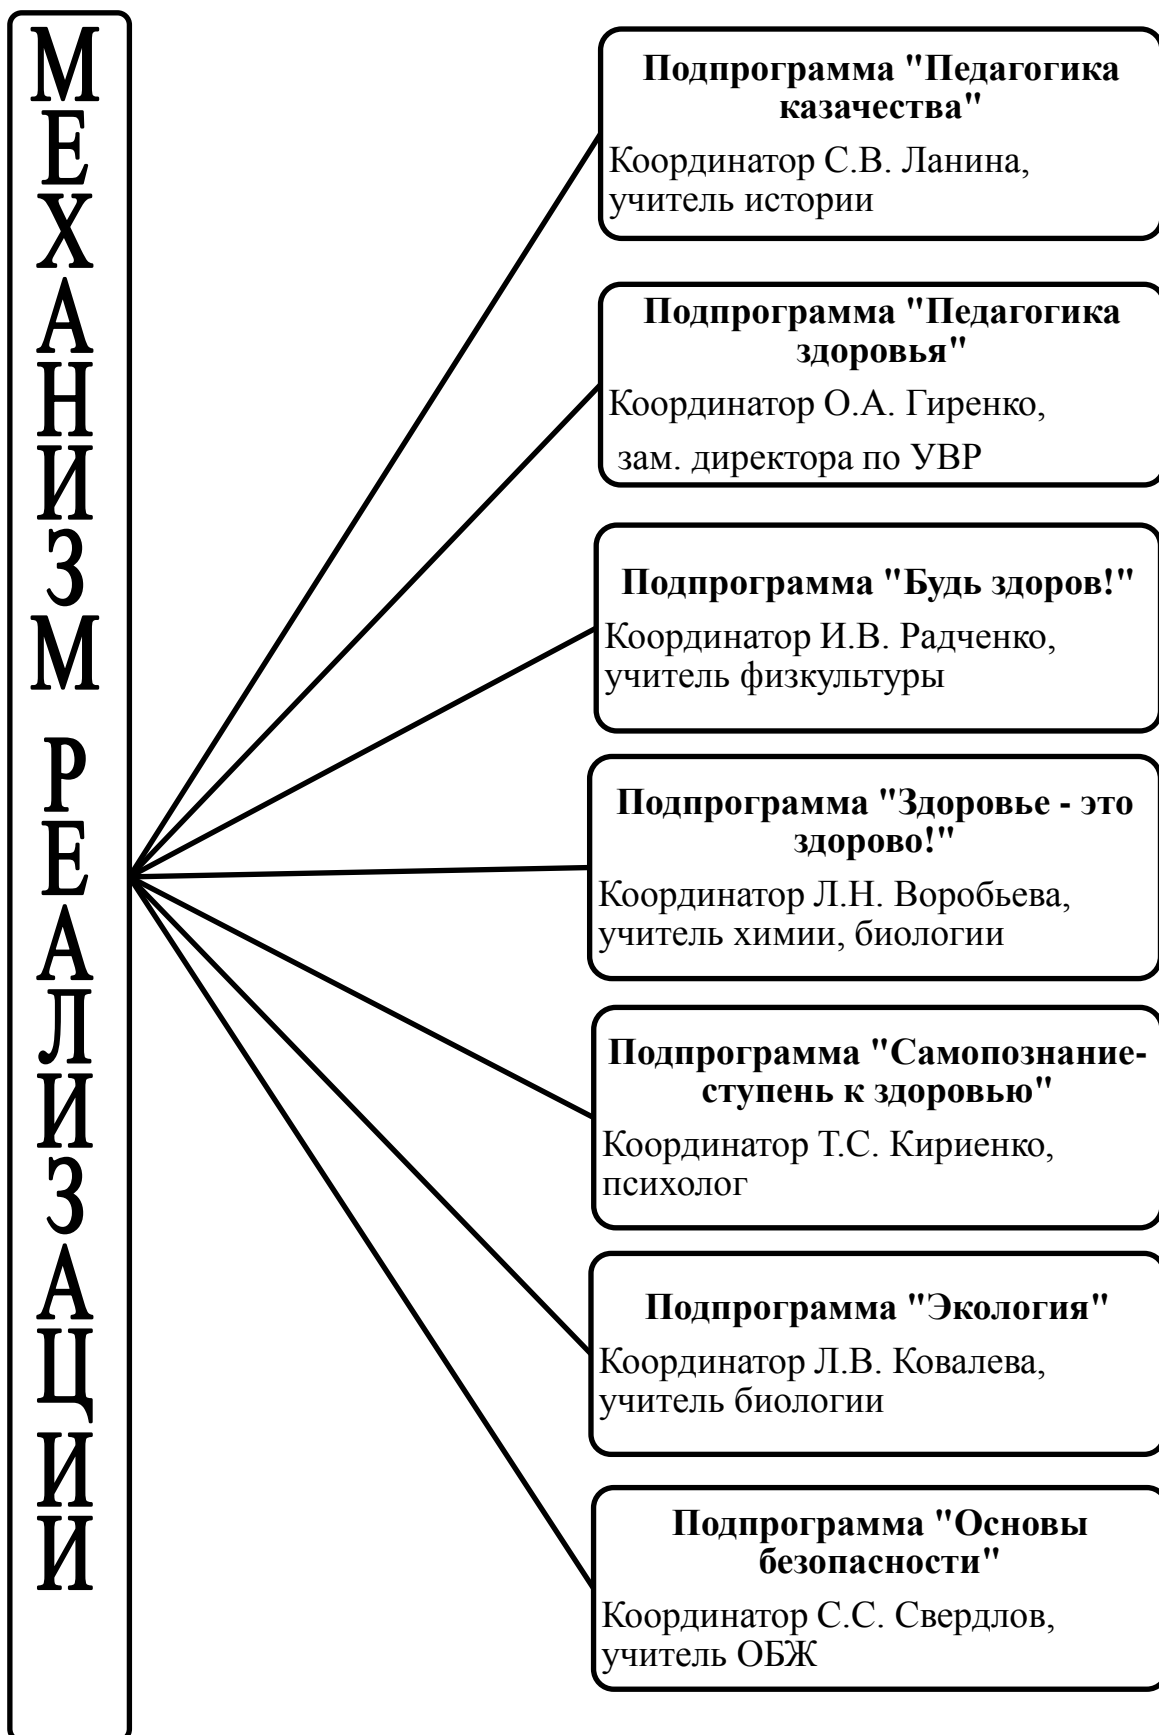 МЕХАНИЗМ РЕАЛИЗАЦИИ
Подпрограмма "Педагогика
казачества"
Координатор С.В. Ланина,
учитель истории
Подпрограмма "Педагогика
здоровья"
Координатор О.А. Гиренко,
зам. директора по УВР
Подпрограмма "Будь здоров!"
Координатор И.В. Радченко,
учитель физкультуры
Подпрограмма "Здоровье - это
здорово!"
Координатор Л.Н. Воробьева,
учитель химии, биологии
Подпрограмма "Самопознание-
ступень к здоровью"
Координатор Т.С. Кириенко,
психолог
Подпрограмма "Экология"
Координатор Л.В. Ковалева,
учитель биологии
Подпрограмма "Основы
безопасности"
Координатор С.С. Свердлов,
учитель ОБЖ